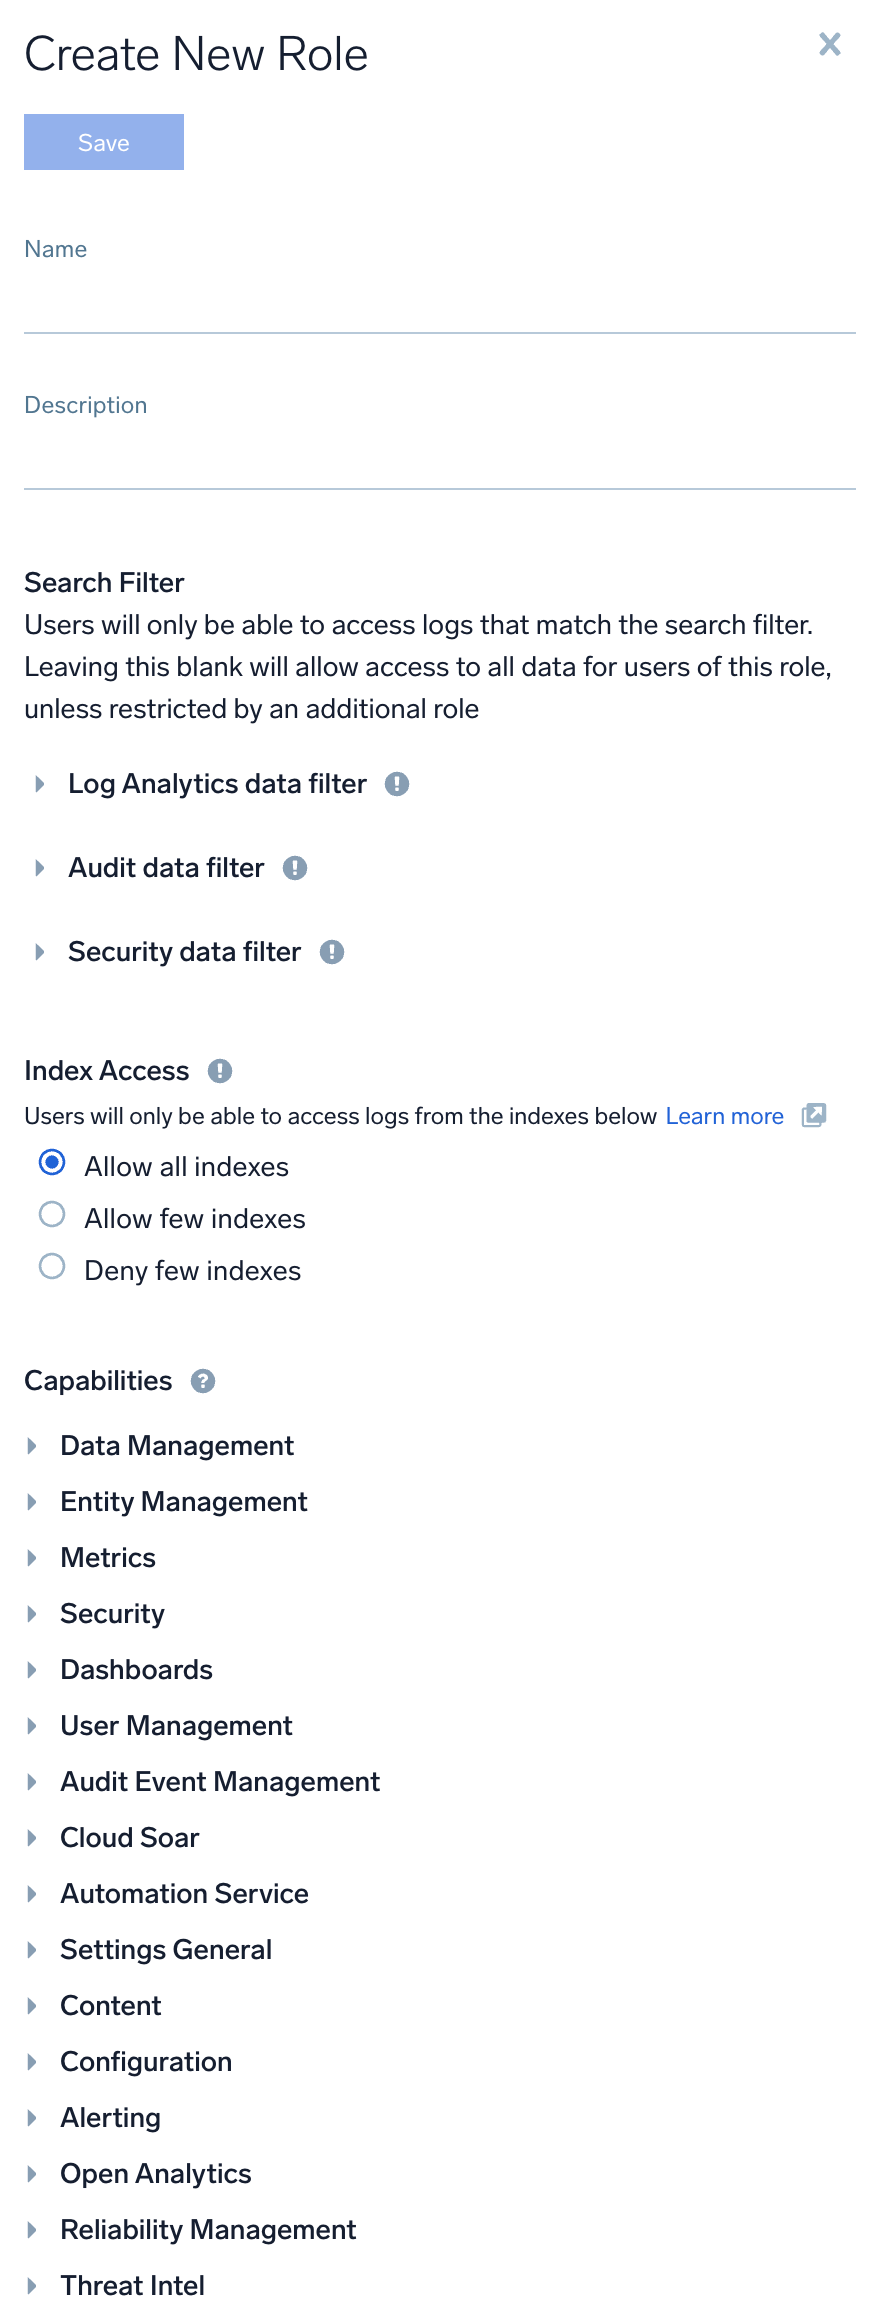 Create New Role
Save
Name
Description
Search Filter
Users will only be able to access logs that match the search filter.
Leaving this blank will allow access to all data for users of this role,
unless restricted by an additional role
Log Analytics data filter
Audit data filter
Security data filter
Index Access
Users will only be able to access logs from the indexes below Learn more
Allow all indexes
Allow few indexes
Deny few indexes
Capabilities
Data Management
Entity Management
Metrics
Security
Dashboards
User Management
Audit Event Management
Cloud Soar
Automation Service
Settings General
Content
Configuration
Alerting
Open Analytics
Reliability Management
Threat Intel